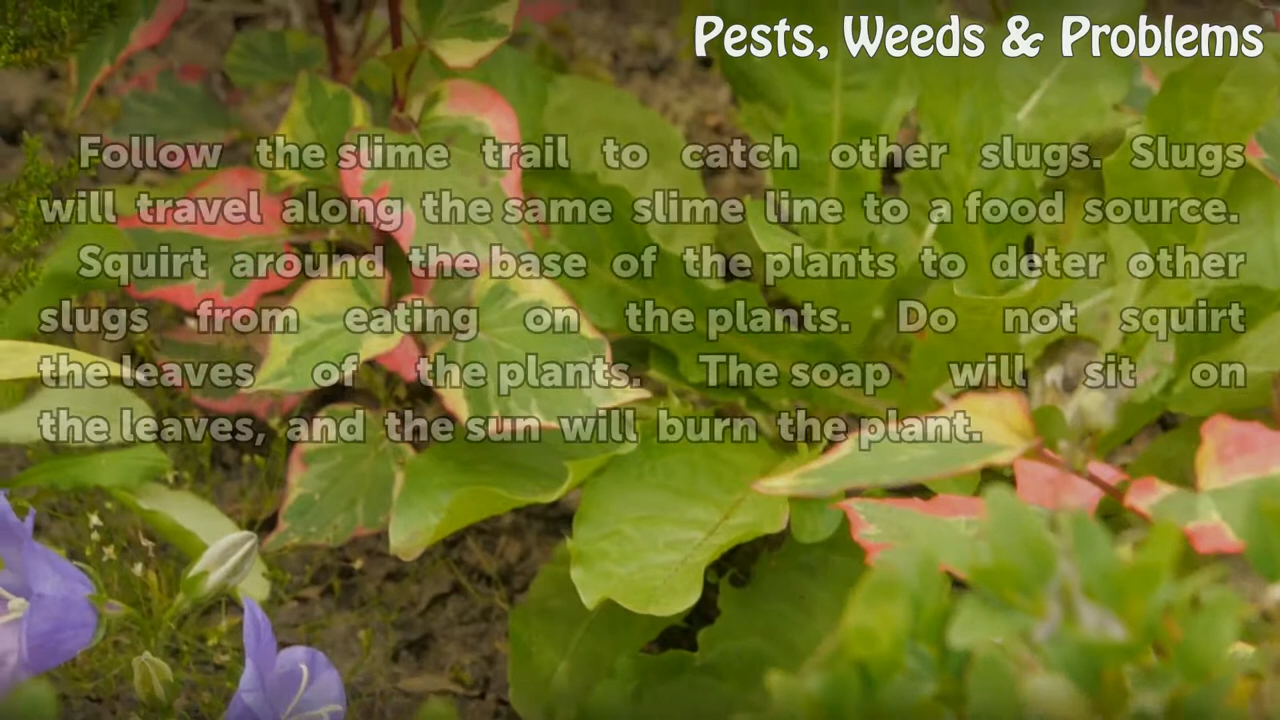 Pests, Weeds & Problems
Follow the slime trail to catch other slugs. Slugs
will travel along the same slime line to a food source.
Squirt around the base of the plants to deter other
slugs from eating on the plants. Do not squirt
the leaves of the plants. The soap will sit on
the leaves, and the sun will burn the plant.